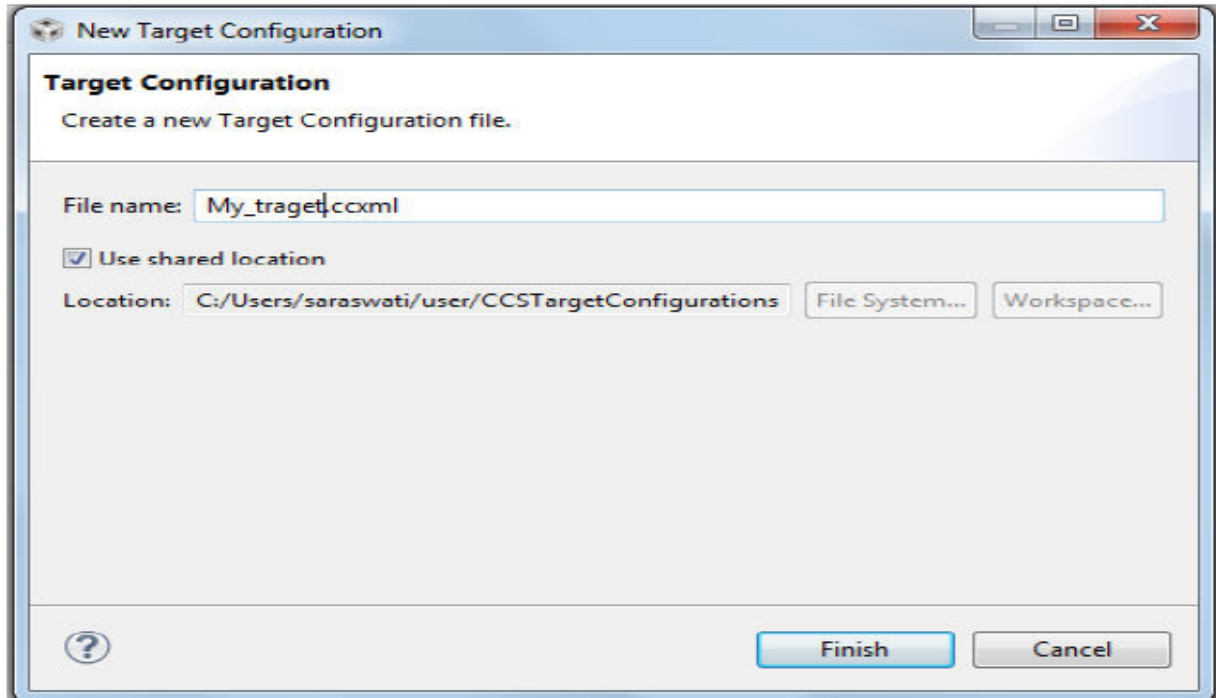 New Target Configuration
Target Configuration
Create a new Target Configuration file.
File name: My_traget.ccxml
Use shared location
Location: C:/Users/saraswati/user/CCSTargetConfigurations File System... Workspace...
? Finish Cancel